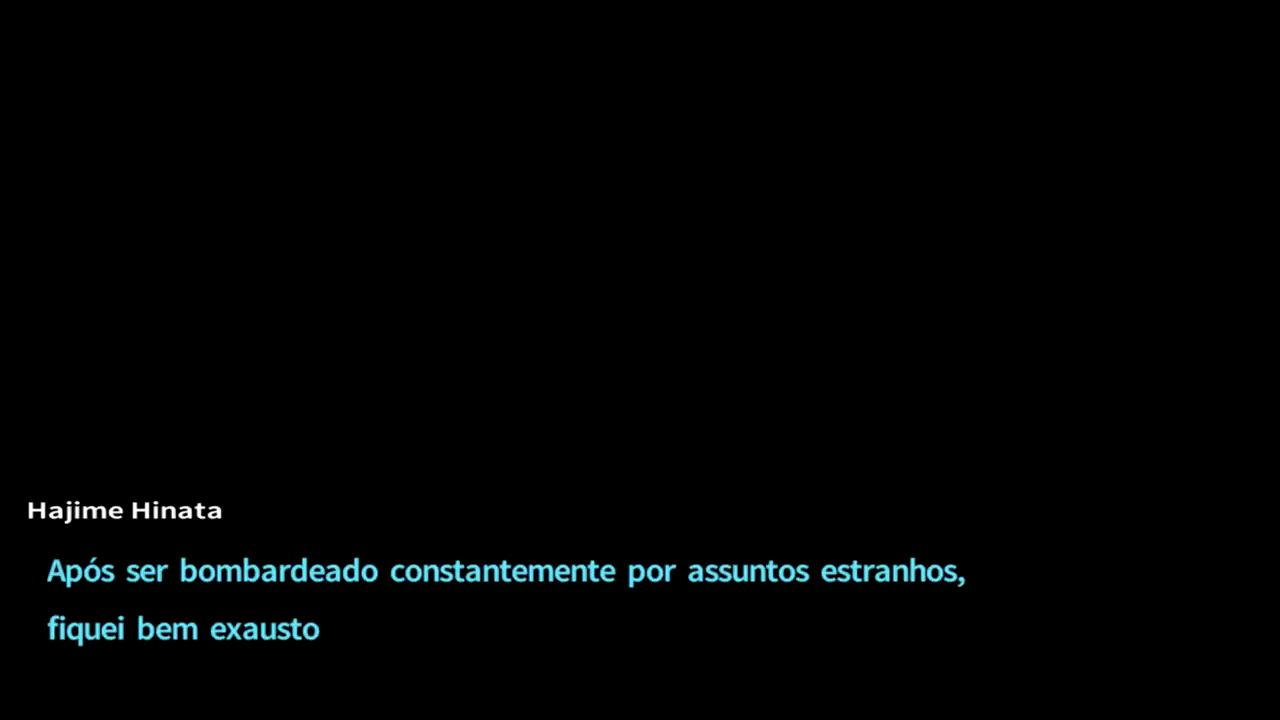 Hajime Hinata
Após ser bombardeado constantemente por assuntos estranhos,
fiquei bem exausto